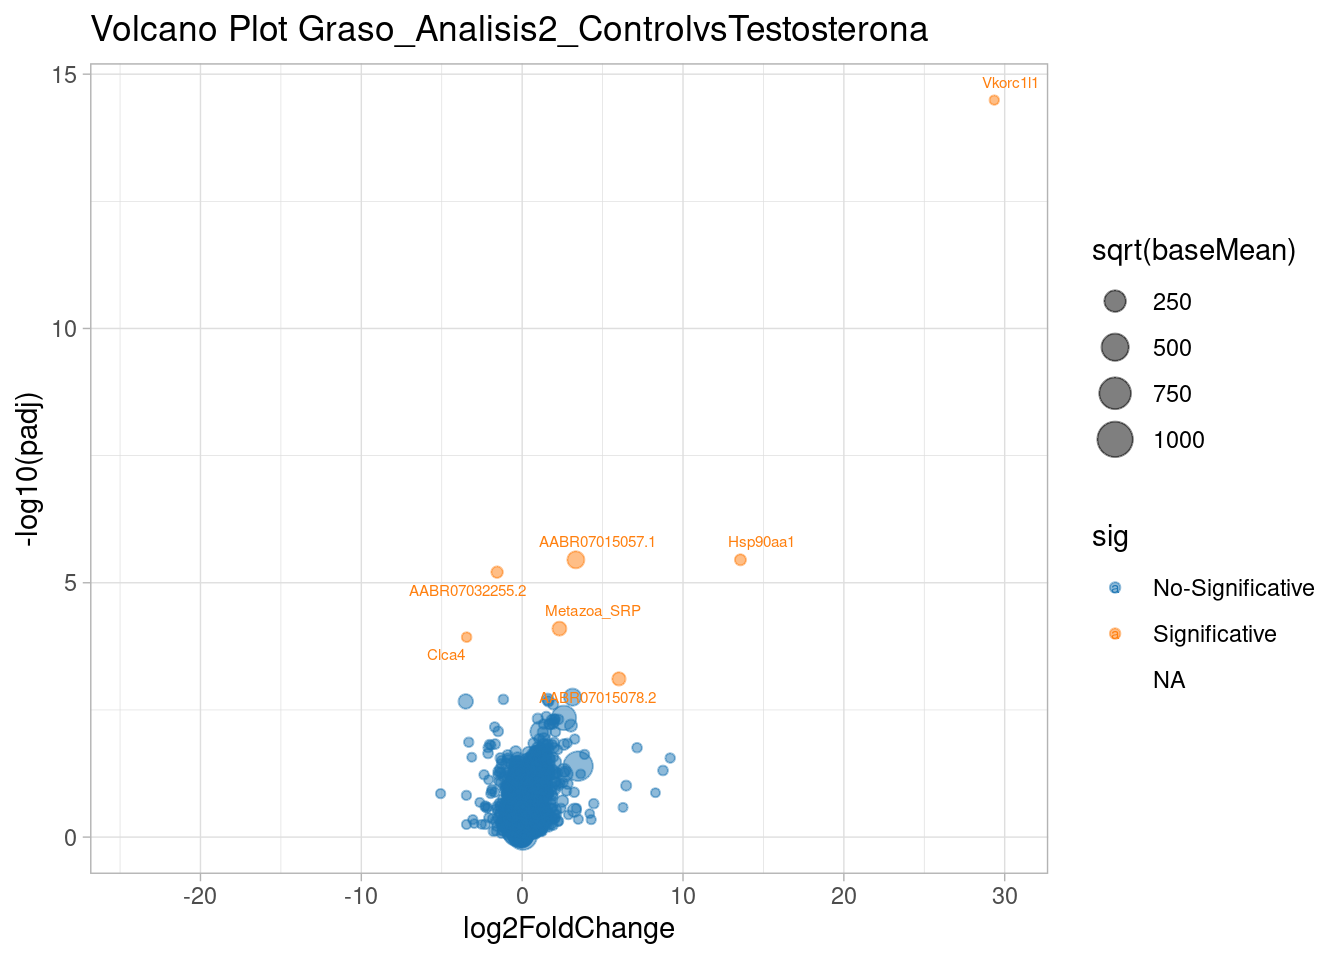 Volcano Plot Graso_Analisis2_ControlvsTestosterona
15
10
5
0
-log10(padj)
Vkorc1l1
AABR07015057.1
Hsp90aa1
AABR07032255.2
Metazoa_SRP
Clca4
AABR07015078.2
-20
-10
0
10
20
30
log2FoldChange
sqrt(baseMean)
250
500
750
1000
sig
a No-Significative
a Significative
NA